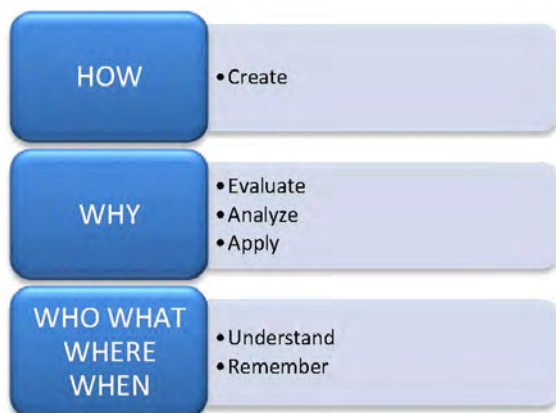 HOW
• Create
WHY
• Evaluate
• Analyze
• Apply
WHO WHAT
WHERE
WHEN
• Understand
• Remember